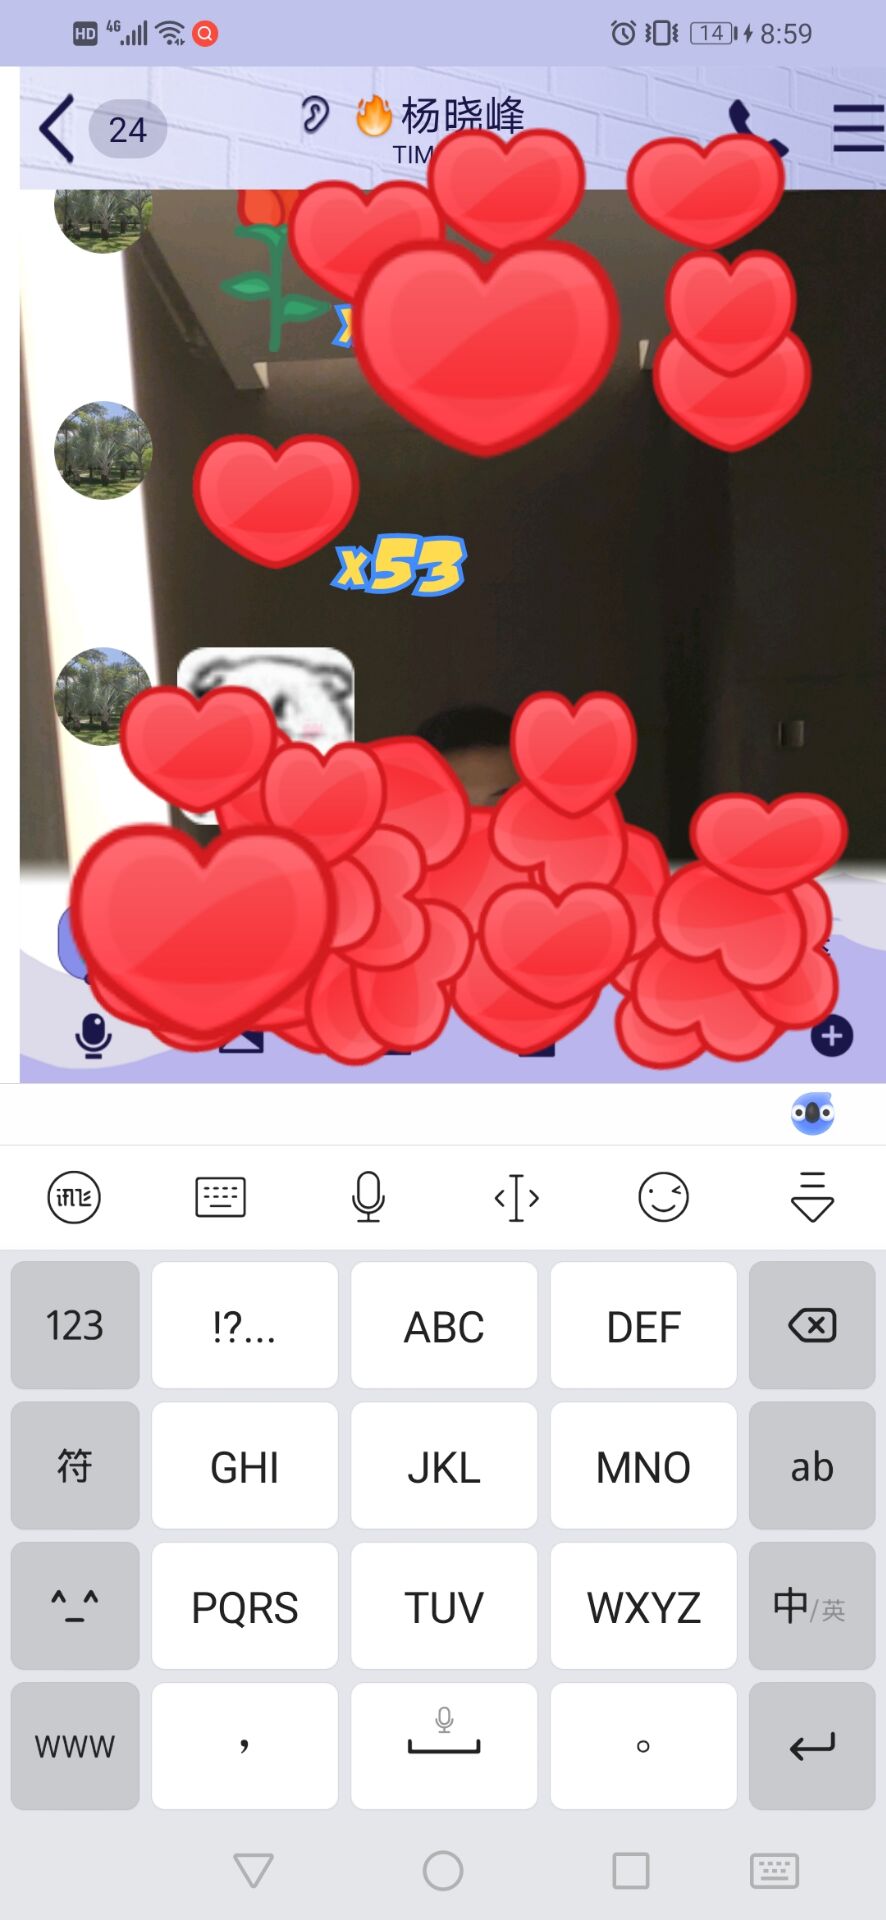 HD 4G 14 8:59
24 杨晓峰
TIM
x53
123 !?... ABC DEF
符 GHI JKL MNO ab
^_^ PQRS TUV WXYZ 中/英
www , 。